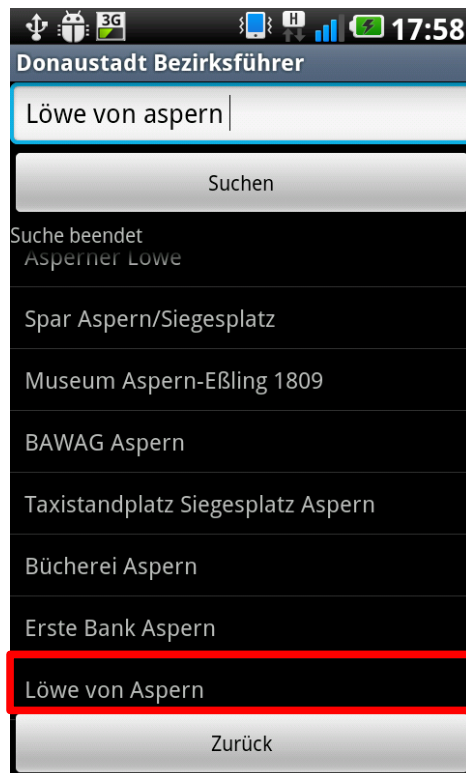 3G
H
17:58
Donaustadt Bezirksführer
Löwe von aspern
Suchen
Suche beendet
Asperner Löwe
Spar Aspern/Siegesplatz
Museum Aspern-Eßling 1809
BAWAG Aspern
Taxistandplatz Siegesplatz Aspern
Bücherei Aspern
Erste Bank Aspern
Löwe von Aspern
Zurück